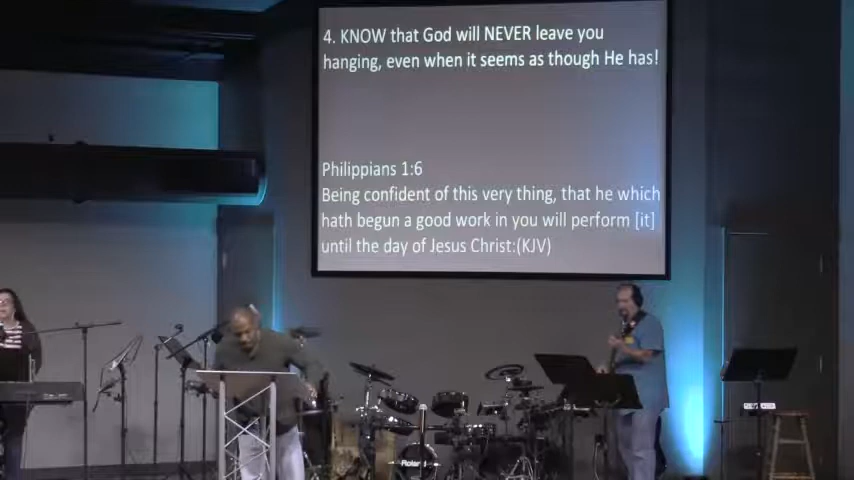 4. KNOW that God will NEVER leave you
hanging, even when it seems as though He has!
Philippians 1:6
Being confident of this very thing, that he which
hath begun a good work in you will perform [it]
until the day of Jesus Christ:(KJV)
Roland